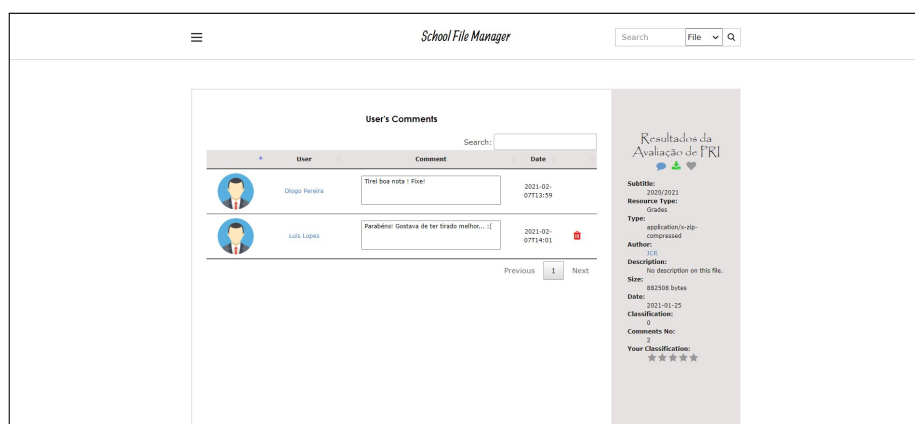 School File Manager
Search
File
User's Comments
Search:
User
Comment
Date
Diogo Pereira
Tirei boa nota ! Fixe!
2021-02-
07T13:59
Luís Lopes
Parabéns! Gostava de ter tirado melhor... :(
2021-02-
07T14:01
Previous 1 Next
Resultados da
Avaliação de PRI
Subtitle:
2020/2021
Resource Type:
Grades
Type:
application/x-zip-
compressed
Author:
JCR
Description:
No description on this file.
Size:
882508 bytes
Date:
2021-01-25
Classification:
0
Comments No:
2
Your Classification: